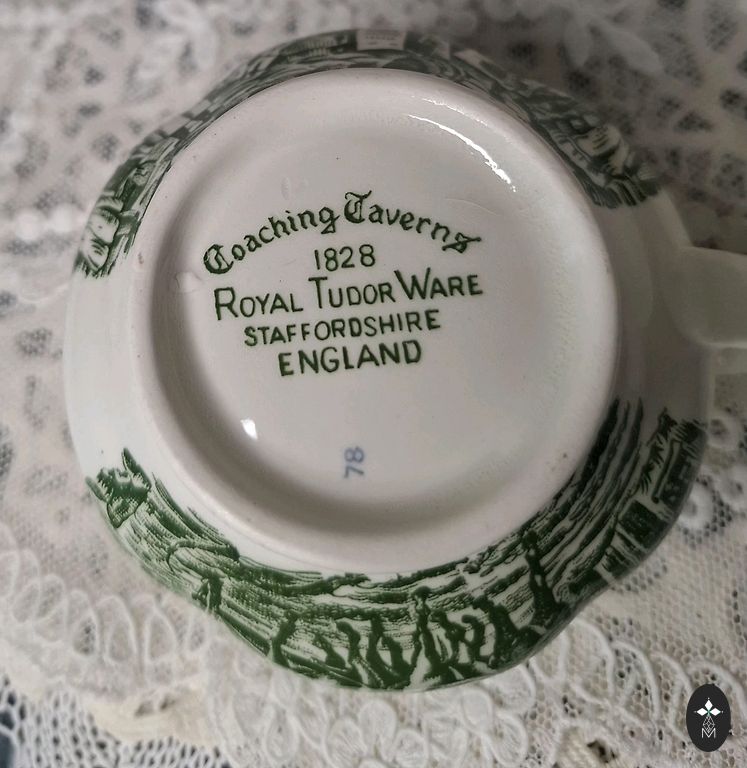 Coaching Taverns
1828
ROYAL TUDOR WARE
STAFFORDSHIRE
ENGLAND
78
M